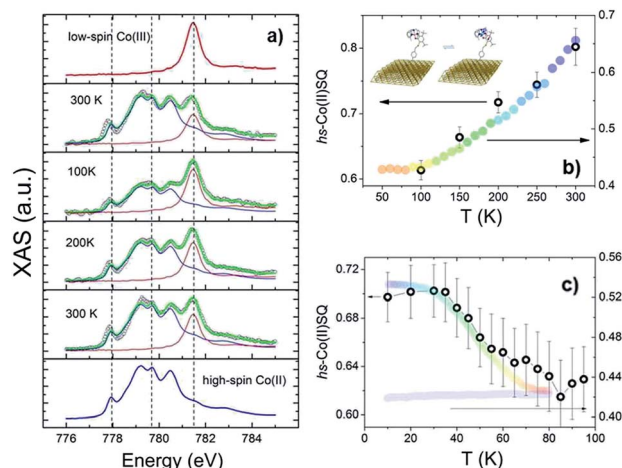 a)
low-spin Co(III)
300 K
100K
200K
300 K
high-spin Co(II)
XAS (a.u.)
776 778 780 782 784
Energy (eV)
b)
hs-Co(II)SQ
0.8
0.7
0.6
0.7
0.6
0.5
0.4
50 100 150 200 250 300
T (K)
c)
hs-Co(II)SQ
0.72
0.68
0.64
0.60
0.56
0.52
0.48
0.44
0.40
0 20 40 60 80 100
T (K)